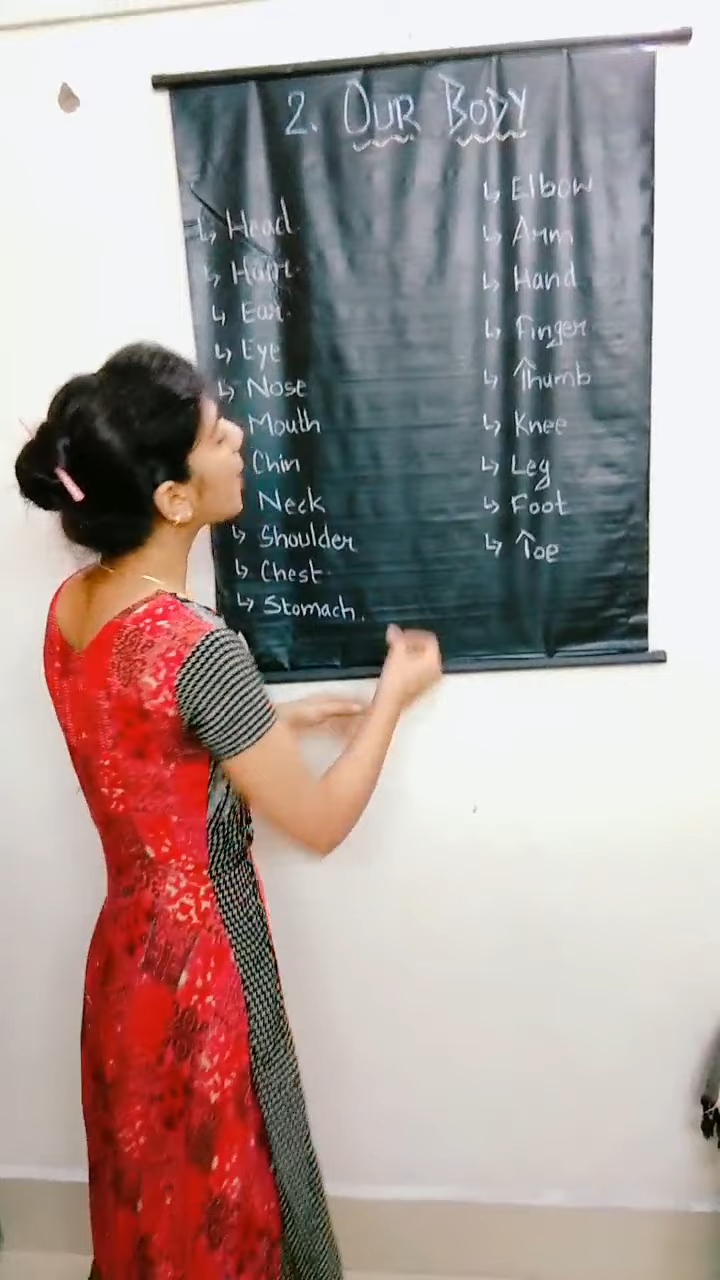 2. OUR BODY
↳ Head
↳ Hair
↳ Ear
↳ Eye
↳ Nose
Mouth
Chin
Neck
↳ Shoulder
↳ Chest
↳ Stomach.
↳ Elbow
↳ Arm
↳ Hand
↳ Finger
↳ Thumb
↳ Knee
↳ Leg
↳ Foot
↳ Toe